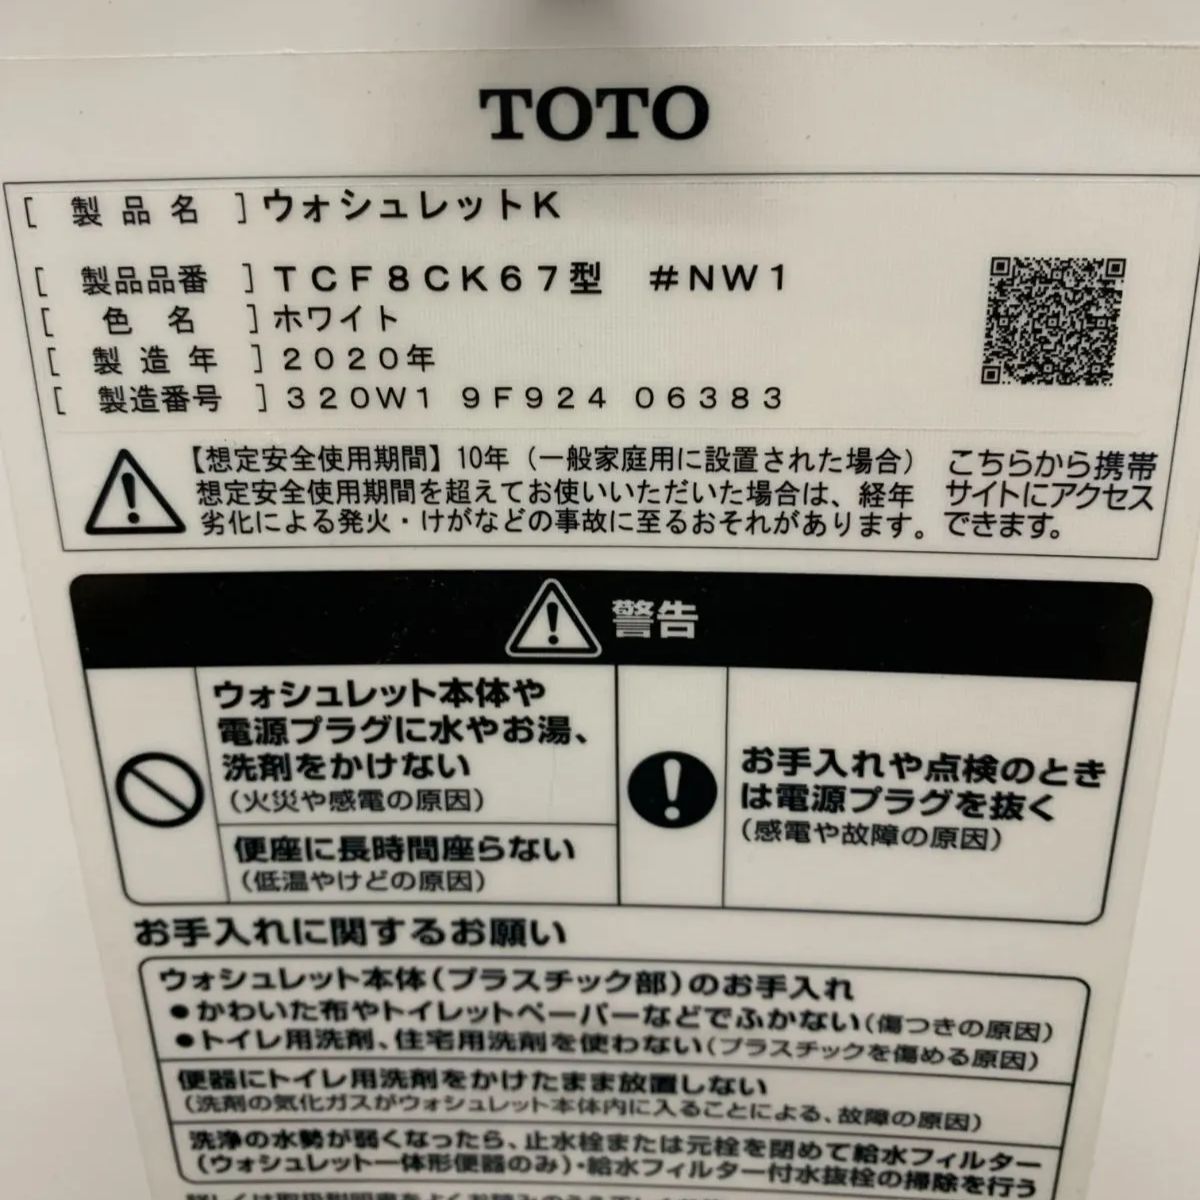 TOTO
[ 製品名 ] ウォシュレットK
[ 製品品番 ] TCF8CK67型 #NW1
[ 色名 ] ホワイト
[ 製造年 ] 2020年
[ 製造番号 ] 320W1 9F924 06383
【想定安全使用期間】10年（一般家庭用に設置された場合）
想定安全使用期間を超えてお使いいただいた場合は、経年
劣化による発火・けがなどの事故に至るおそれがあります。
こちらから携帯
サイトにアクセス
できます。
警告
ウォシュレット本体や
電源プラグに水やお湯、
洗剤をかけない
（火災や感電の原因）
便座に長時間座らない
（低温やけどの原因）
お手入れや点検のとき
は電源プラグを抜く
（感電や故障の原因）
お手入れに関するお願い
ウォシュレット本体（プラスチック部）のお手入れ
●かわいた布やトイレットペーパーなどでふかない（傷つきの原因）
●トイレ用洗剤、住宅用洗剤を使わない（プラスチックを傷める原因）
便器にトイレ用洗剤をかけたまま放置しない
（洗剤の気化ガスがウォシュレット本体内に入ることによる、故障の原因）
洗浄の水勢が弱くなったら、止水栓または元栓を閉めて給水フィルター
（ウォシュレット一体形便器のみ）・給水フィルター付水抜栓の掃除を行う